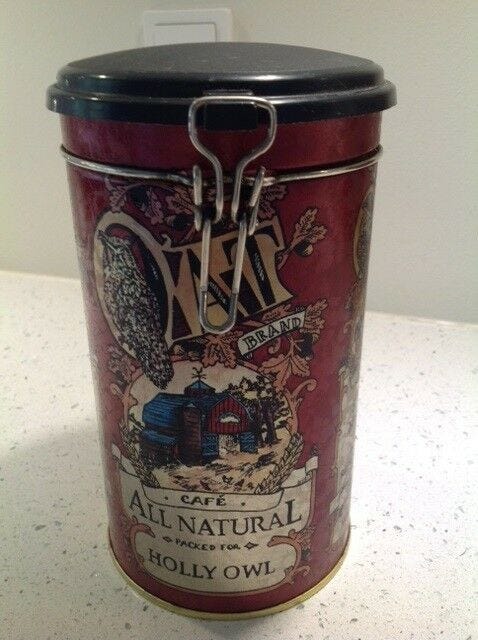 BRAND
CAFÉ
ALL NATURAL
PACKED FOR
HOLLY OWL